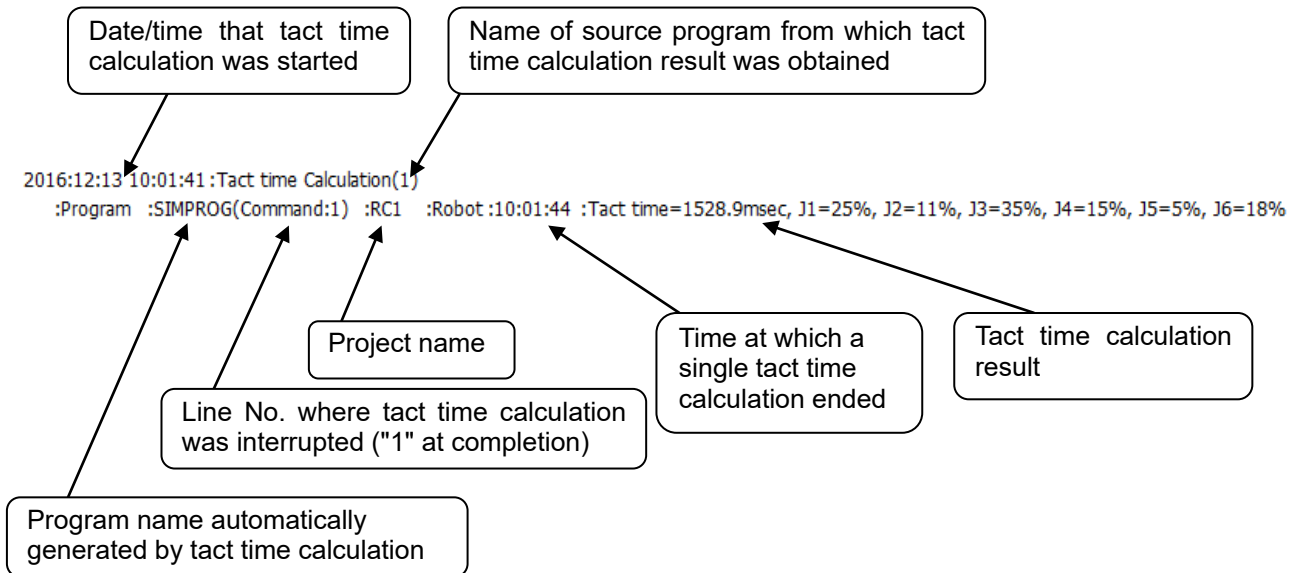 Date/time that tact time
calculation was started
Name of source program from which tact
time calculation result was obtained
2016:12:13 10:01:41 :Tact time Calculation(1)
:Program :SIMPROG(Command:1) :RC1 :Robot :10:01:44 :Tact time=1528.9msec, J1=25%, J2=11%, J3=35%, J4=15%, J5=5%, J6=18%
Project name
Time at which a
single tact time
calculation ended
Tact time calculation
result
Line No. where tact time calculation
was interrupted ("1" at completion)
Program name automatically
generated by tact time calculation